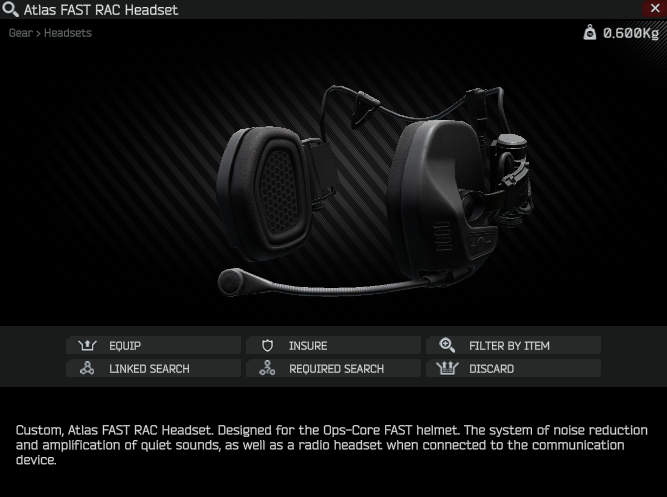 Atlas FAST RAC Headset
Gear > Headsets
0.600Kg
EQUIP
INSURE
FILTER BY ITEM
LINKED SEARCH
REQUIRED SEARCH
DISCARD
Custom, Atlas FAST RAC Headset. Designed for the Ops-Core FAST helmet. The system of noise reduction
and amplification of quiet sounds, as well as a radio headset when connected to the communication
device.